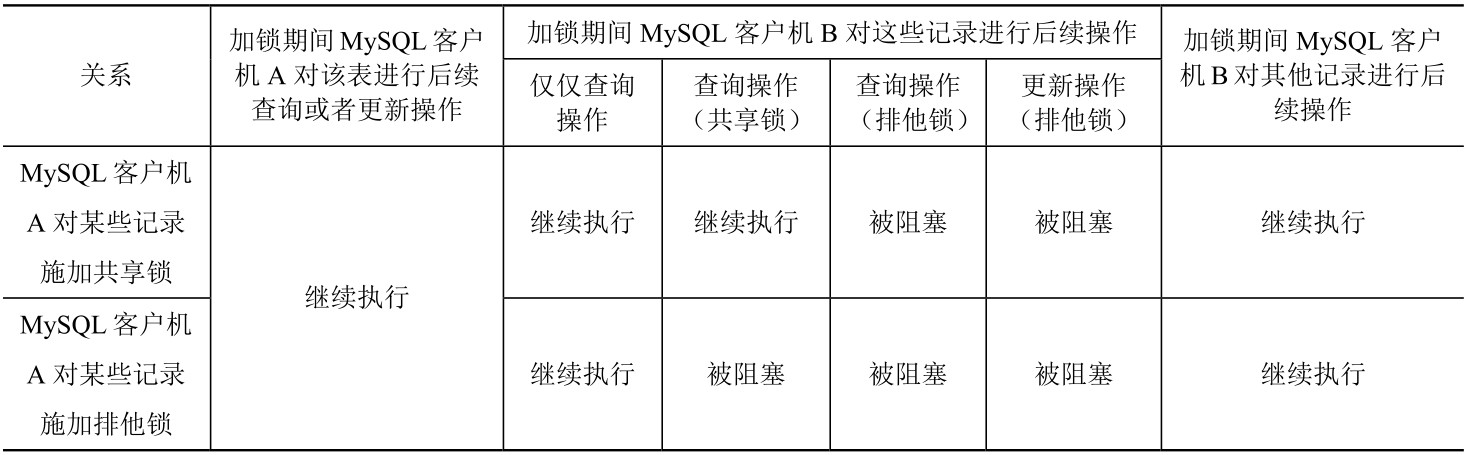 关系
加锁期间 MySQL 客户
机 A 对该表进行后续
查询或者更新操作
加锁期间 MySQL 客户机 B 对这些记录进行后续操作
仅仅查询
操作
查询操作
（共享锁）
查询操作
（排他锁）
更新操作
（排他锁）
加锁期间 MySQL 客户
机 B 对其他记录进行后
续操作
MySQL 客户机
A 对某些记录
施加共享锁
继续执行
继续执行
继续执行
被阻塞
被阻塞
继续执行
MySQL 客户机
A 对某些记录
施加排他锁
继续执行
被阻塞
被阻塞
被阻塞
继续执行